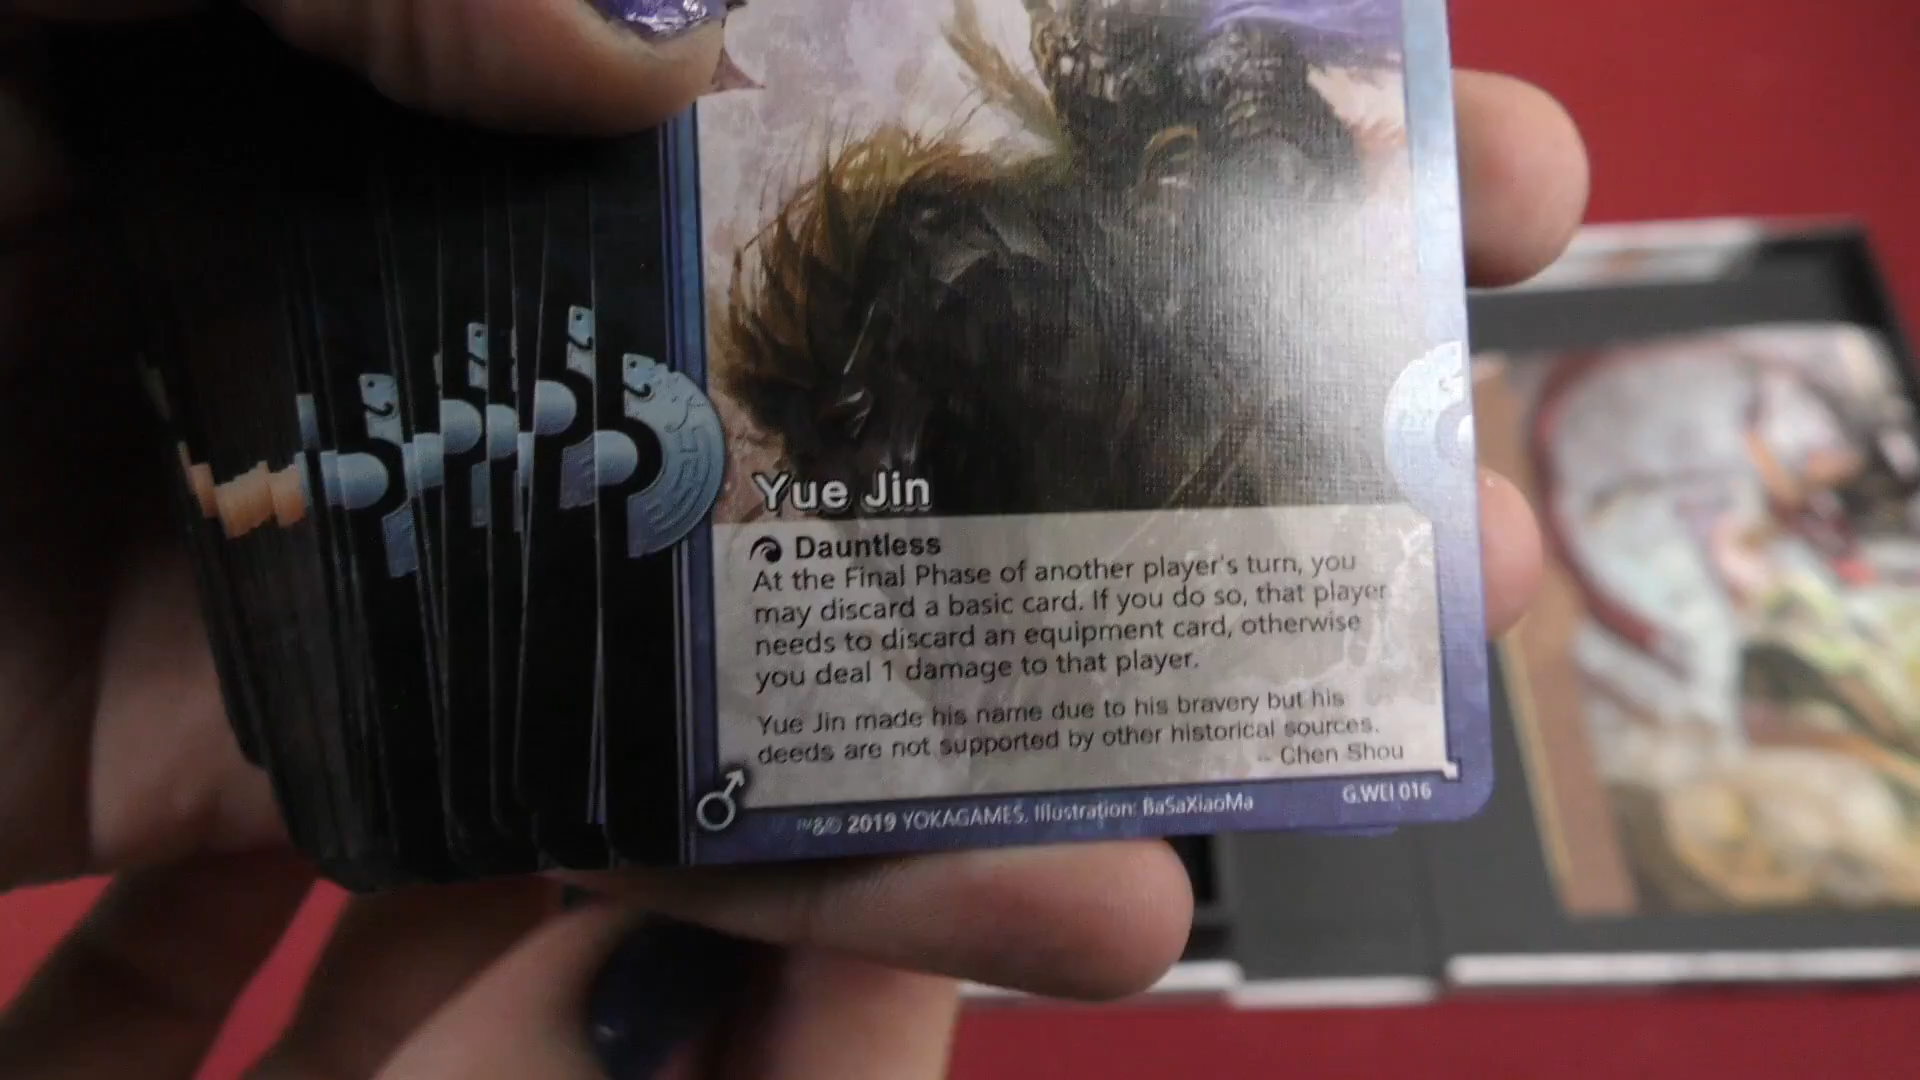 Yue Jin
Dauntless
At the Final Phase of another player's turn, you
may discard a basic card. If you do so, that player
needs to discard an equipment card, otherwise
you deal 1 damage to that player.
Yue Jin made his name due to his bravery but his
deeds are not supported by other historical sources.
-- Chen Shou
™&© 2019 YOKAGAMES. Illustration: BaSaXiaoMa
G.WEI 016